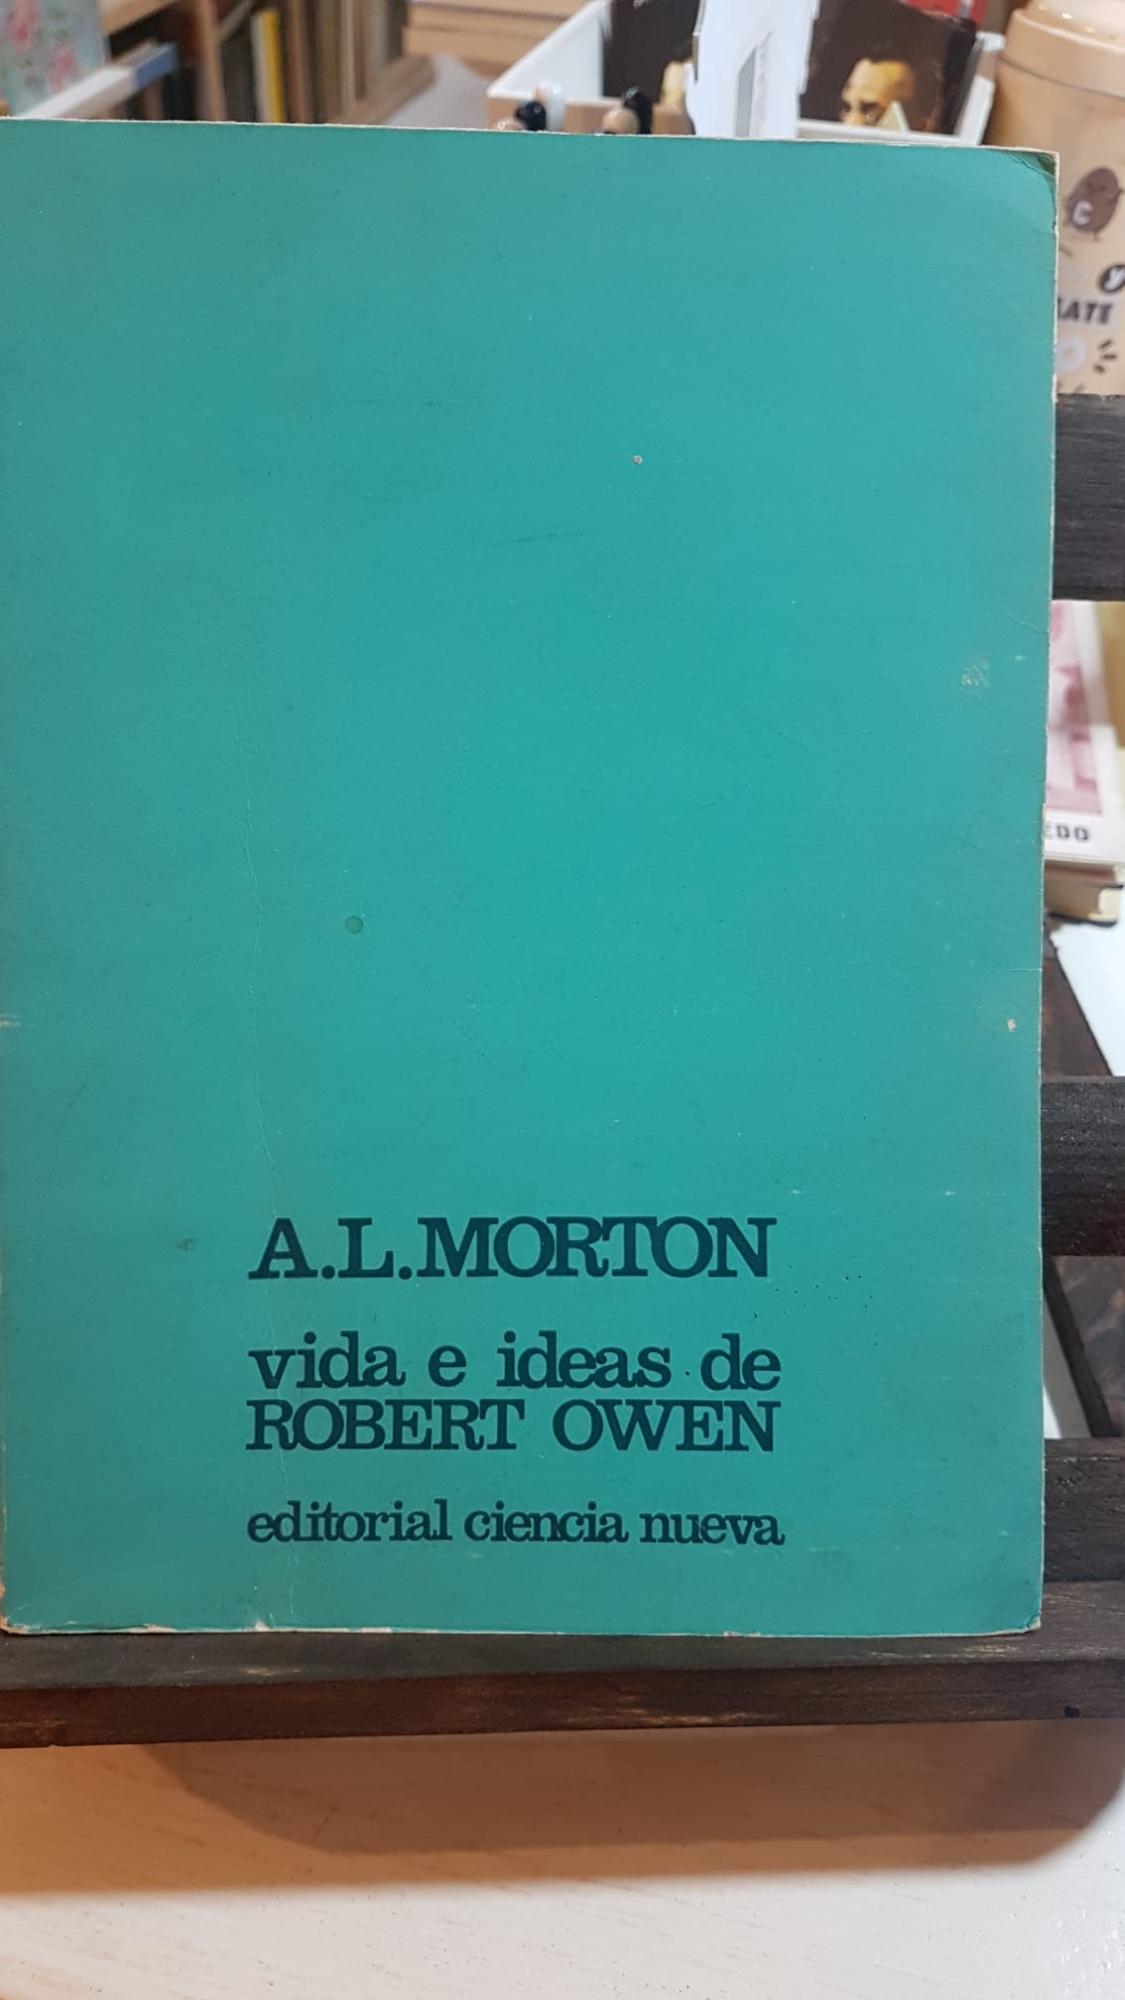 A.L.MORTON
vida e ideas de
ROBERT OWEN
editorial ciencia nueva
C
y